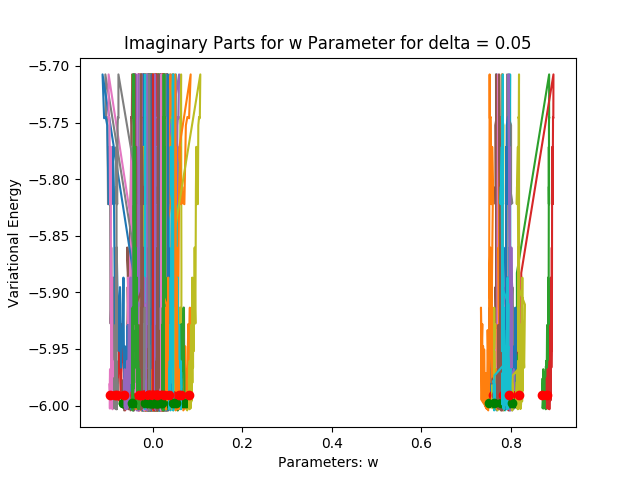 Imaginary Parts for w Parameter for delta = 0.05
−5.70
−5.75
−5.80
−5.85
−5.90
−5.95
−6.00
Variational Energy
0.0 0.2 0.4 0.6 0.8
Parameters: w